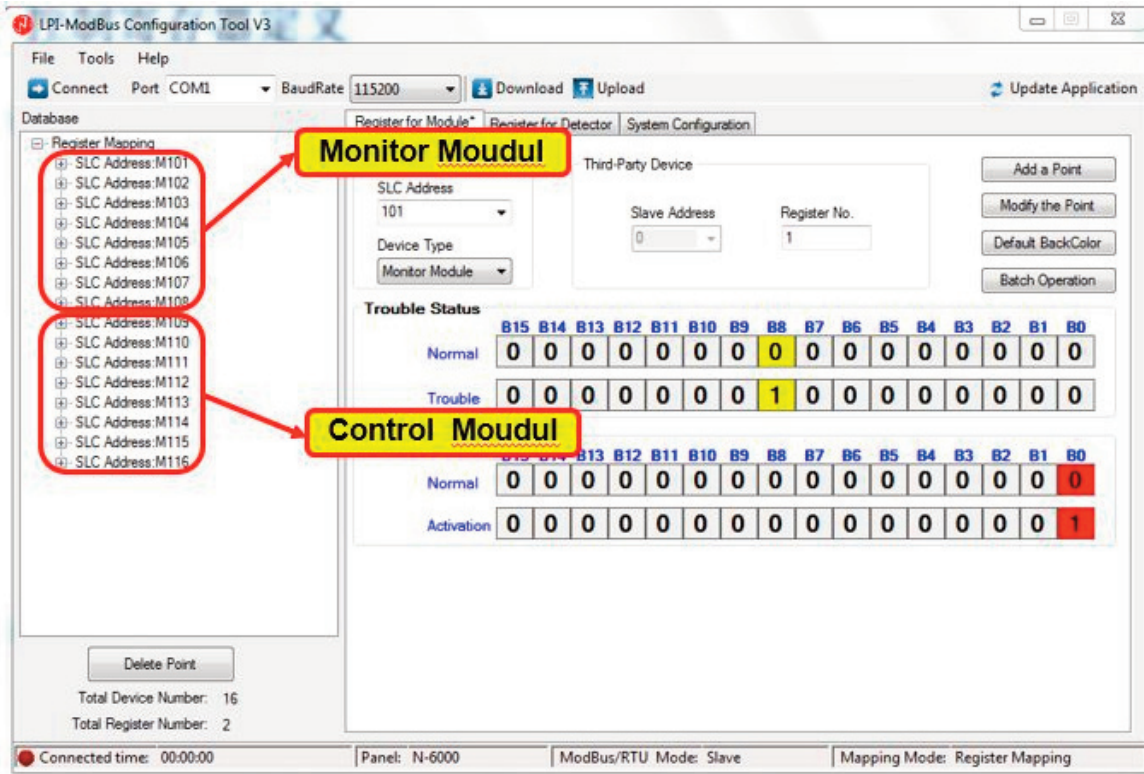 LPI-ModBus Configuration Tool V3
File Tools Help
Connect Port COM1 BaudRate 115200 Download Upload Update Application
Database
Register Mapping
SLC Address:M101
SLC Address:M102
SLC Address:M103
SLC Address:M104
SLC Address:M105
SLC Address:M106
SLC Address:M107
SLC Address:M108
SLC Address:M109
SLC Address:M110
SLC Address:M111
SLC Address:M112
SLC Address:M113
SLC Address:M114
SLC Address:M115
SLC Address:M116
Delete Point
Total Device Number: 16
Total Register Number: 2
Register for Module* Register for Detector System Configuration
Monitor Moudul
SLC Address
101
Device Type
Monitor Module
Third-Party Device
Slave Address Register No.
0 1
Add a Point
Modify the Point
Default BackColor
Batch Operation
Trouble Status
B15 B14 B13 B12 B11 B10 B9 B8 B7 B6 B5 B4 B3 B2 B1 B0
Normal 0 0 0 0 0 0 0 0 0 0 0 0 0 0 0 0
Trouble 0 0 0 0 0 0 0 1 0 0 0 0 0 0 0 0
Control Moudul
B15 B14 B13 B12 B11 B10 B9 B8 B7 B6 B5 B4 B3 B2 B1 B0
Normal 0 0 0 0 0 0 0 0 0 0 0 0 0 0 0 0
Activation 0 0 0 0 0 0 0 0 0 0 0 0 0 0 0 1
Connected time: 00:00:00 Panel: N-6000 ModBus/RTU Mode: Slave Mapping Mode: Register Mapping